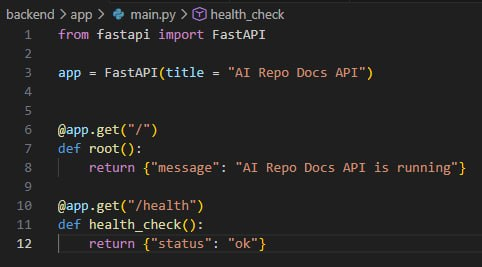 backend > app > main.py > health_check
1 from fastapi import FastAPI
2
3 app = FastAPI(title = "AI Repo Docs API")
4
5
6 @app.get("/")
7 def root():
8     return {"message": "AI Repo Docs API is running"}
9
10 @app.get("/health")
11 def health_check():
12     return {"status": "ok"}